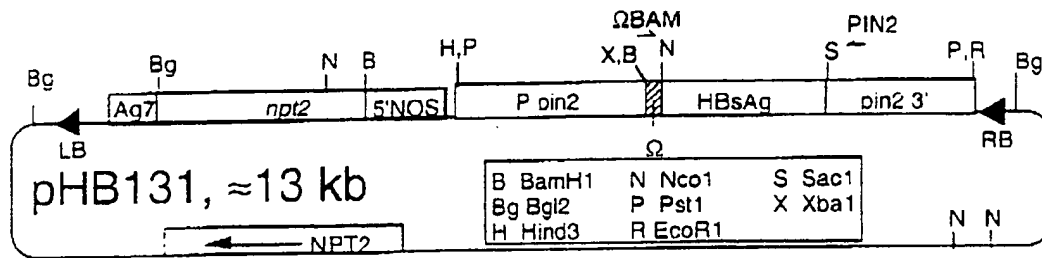 ΩBAM
PIN2
H,P X,B N S P,R
Bg Bg N B Bg
Ag7 npt2 5'NOS P pin2 HBsAg pin2 3'
LB Ω RB
pHB131, ≈13 kb
B BamH1 N Nco1 S Sac1
Bg Bgl2 P Pst1 X Xba1
H Hind3 R EcoR1
NPT2
N N